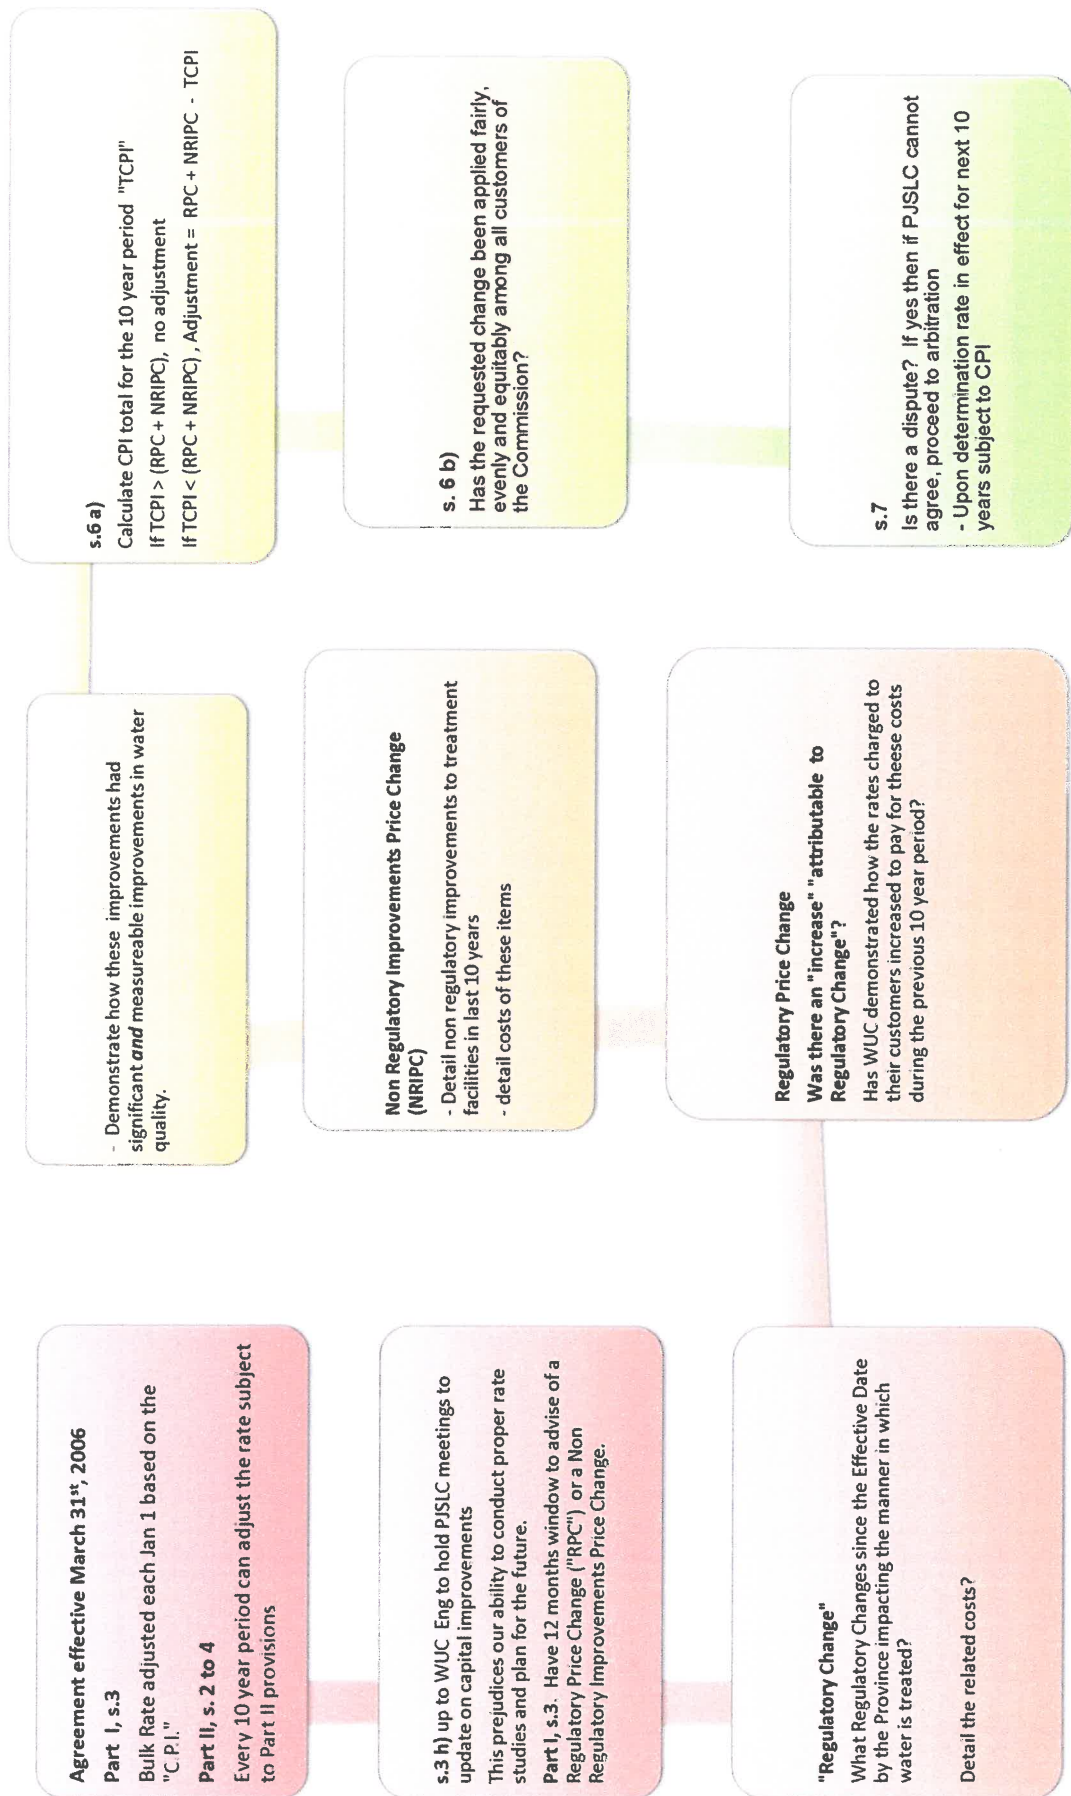 Agreement effective March 31st, 2006
Part I, s.3
Bulk Rate adjusted each Jan 1 based on the
"C.P.I."
Part II, s. 2 to 4
Every 10 year period can adjust the rate subject
to Part II provisions
s.3 h) up to WUC Eng to hold PJSLC meetings to
update on capital improvements
This prejudices our ability to conduct proper rate
studies and plan for the future.
Part I, s.3. Have 12 months window to advise of a
Regulatory Price Change ("RPC") or a Non
Regulatory Improvements Price Change.
"Regulatory Change"
What Regulatory Changes since the Effective Date
by the Province impacting the manner in which
water is treated?
Detail the related costs?
Regulatory Price Change
Was there an "increase" "attributable to
Regulatory Change"?
Has WUC demonstrated how the rates charged to
their customers increased to pay for theese costs
during the previous 10 year period?
Non Regulatory Improvements Price Change
(NRIPC)
- Detail non regulatory improvements to treatment
facilities in last 10 years
- detail costs of these items
- Demonstrate how these improvements had
significant and measureable improvements in water
quality.
s.6 a)
Calculate CPI total for the 10 year period "TCPI"
If TCPI > (RPC + NRIPC), no adjustment
If TCPI < (RPC + NRIPC) , Adjustment = RPC + NRIPC - TCPI
s. 6 b)
Has the requested change been applied fairly,
evenly and equitably among all customers of
the Commission?
s.7
Is there a dispute? If yes then if PJSLC cannot
agree, proceed to arbitration
- Upon determination rate in effect for next 10
years subject to CPI